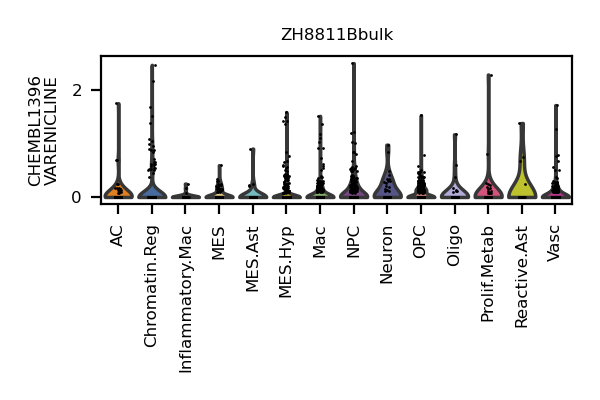 ZH8811Bbulk
CHEMBL1396
VARENICLINE
2
0
AC
Chromatin.Reg
Inflammatory.Mac
MES
MES.Ast
MES.Hyp
Mac
NPC
Neuron
OPC
Oligo
Prolif.Metab
Reactive.Ast
Vasc